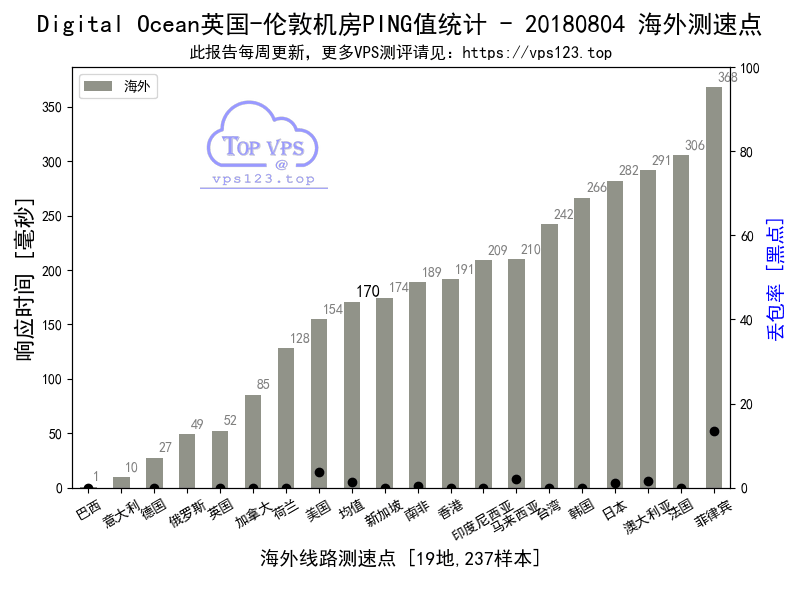 Digital Ocean英国-伦敦机房PING值统计 - 20180804 海外测速点
此报告每周更新，更多VPS测评请见：https://vps123.top
海外
TOP VPS
@
vps123.top
响应时间 [毫秒]
350
300
250
200
150
100
50
0
1
10
27
49
52
85
128
154
170
174
189
191
209
210
242
266
282
291
306
368
100
80
60
40
20
0
丢包率 [黑点]
巴西
意大利
德国
俄罗斯
英国
加拿大
荷兰
美国
均值
新加坡
南非
香港
印度尼西亚
马来西亚
台湾
韩国
日本
澳大利亚
法国
菲律宾
海外线路测速点 [19地,237样本]